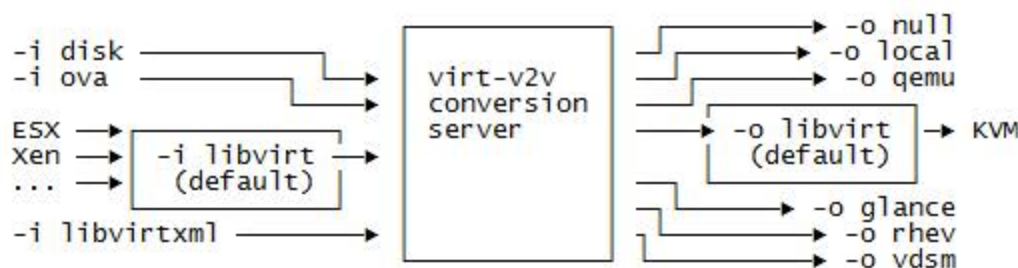 -o null
-i disk
-o local
-i ova
virt-v2v
-o qemu
conversion
ESX
server
-o libvirt
KVM
Xen
-i libvirt
(default)
...
(default)
-o glance
-i libvirtxml
-o rhev
-o vdsm